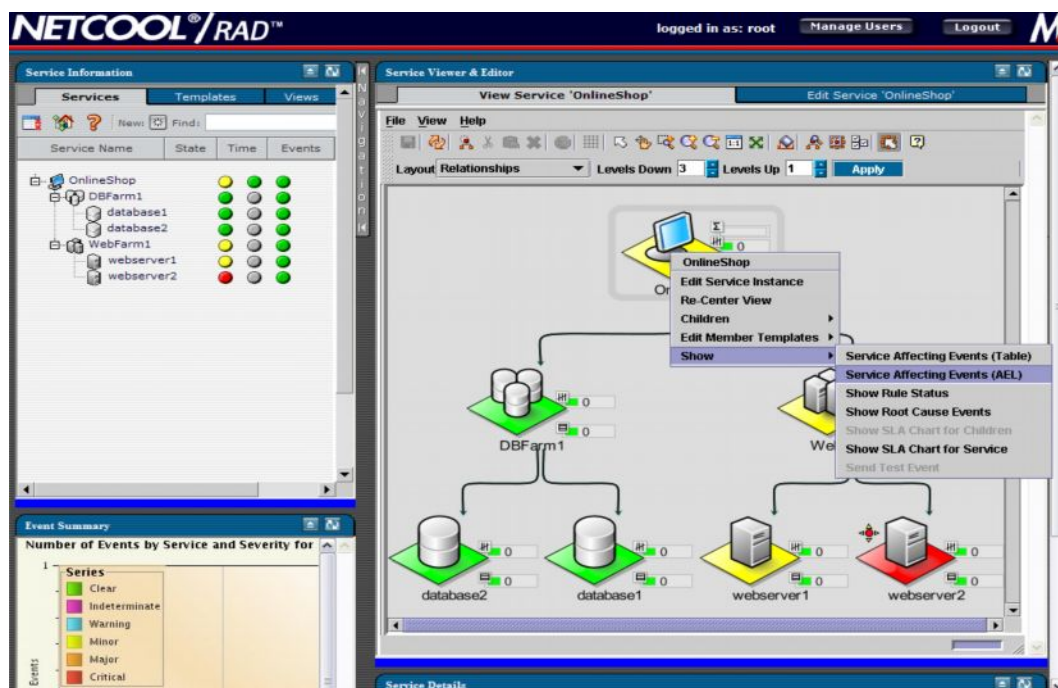 NETCOOL®/RAD™
logged in as: root
Manage Users
Logout
Service Information
Services
Templates
Views
New:
Find:
Service Name
State
Time
Events
OnlineShop
DBFarm1
database1
database2
WebFarm1
webserver1
webserver2
Navigation
Service Viewer & Editor
View Service 'OnlineShop'
Edit Service 'OnlineShop'
File View Help
Layout Relationships
Levels Down 3
Levels Up 1
Apply
0
OnlineShop
Edit Service Instance
Re-Center View
Children
Edit Member Templates
Show
Service Affecting Events (Table)
Service Affecting Events (AEL)
Show Rule Status
Show Root Cause Events
Show SLA Chart for Children
Show SLA Chart for Service
Send Test Event
0
0
DBFarm1
We
0
0
database2
0
0
database1
0
0
webserver1
0
0
webserver2
Event Summary
Number of Events by Service and Severity for
1
Series
Clear
Indeterminate
Warning
Minor
Major
Critical
Events
Service Details